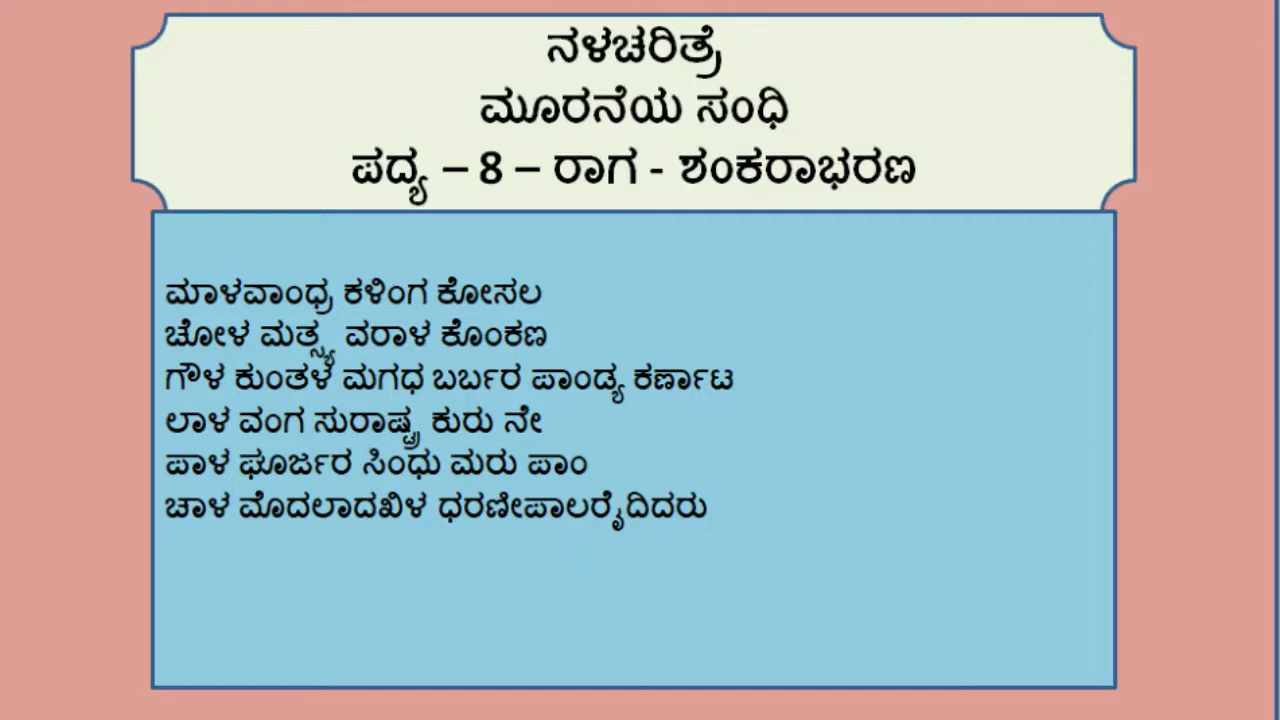 ನಳಚರಿತ್ರೆ
ಮೂರನೆಯ ಸಂಧಿ
ಪದ್ಯ – 8 – ರಾಗ - ಶಂಕರಾಭರಣ
ಮಾಳವಾಂಧ್ರ ಕಳಿಂಗ ಕೋಸಲ
ಚೋಳ ಮತ್ಸ್ಯ ವರಾಳ ಕೊಂಕಣ
ಗೌಳ ಕುಂತಳ ಮಗಧ ಬರ್ಬರ ಪಾಂಡ್ಯ ಕರ್ಣಾಟ
ಲಾಳ ವಂಗ ಸುರಾಷ್ಟ್ರ ಕುರು ನೇ
ಪಾಳ ಘೂರ್ಜರ ಸಿಂಧು ಮರು ಪಾಂ
ಚಾಳ ಮೊದಲಾದಖಿಳ ಧರಣೀಪಾಲರೈದಿದರು